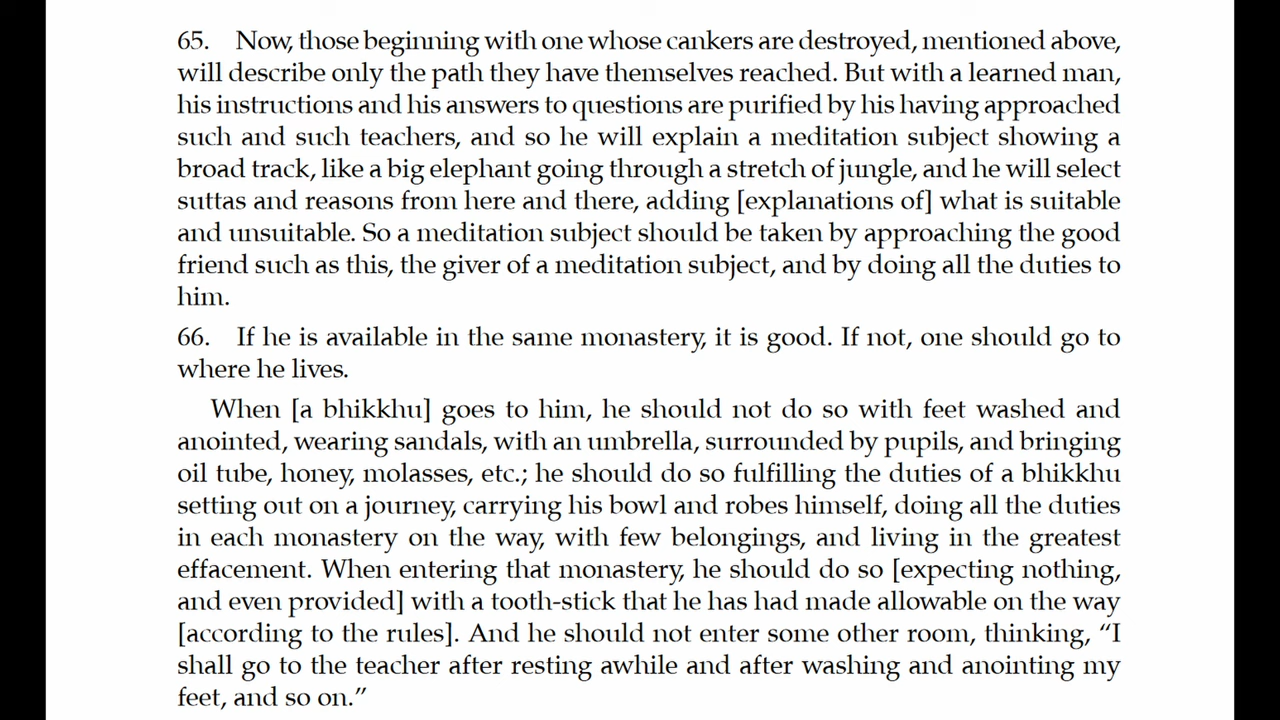 65. Now, those beginning with one whose cankers are destroyed, mentioned above,
will describe only the path they have themselves reached. But with a learned man,
his instructions and his answers to questions are purified by his having approached
such and such teachers, and so he will explain a meditation subject showing a
broad track, like a big elephant going through a stretch of jungle, and he will select
suttas and reasons from here and there, adding [explanations of] what is suitable
and unsuitable. So a meditation subject should be taken by approaching the good
friend such as this, the giver of a meditation subject, and by doing all the duties to
him.
66. If he is available in the same monastery, it is good. If not, one should go to
where he lives.
When [a bhikkhu] goes to him, he should not do so with feet washed and
anointed, wearing sandals, with an umbrella, surrounded by pupils, and bringing
oil tube, honey, molasses, etc.; he should do so fulfilling the duties of a bhikkhu
setting out on a journey, carrying his bowl and robes himself, doing all the duties
in each monastery on the way, with few belongings, and living in the greatest
effacement. When entering that monastery, he should do so [expecting nothing,
and even provided] with a tooth-stick that he has had made allowable on the way
[according to the rules]. And he should not enter some other room, thinking, “I
shall go to the teacher after resting awhile and after washing and anointing my
feet, and so on.”